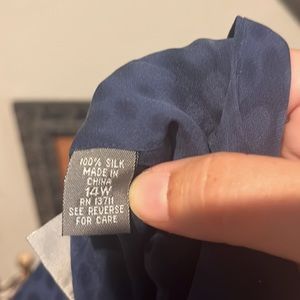 100% SILK
MADE IN
CHINA
14W
RN 13711
SEE REVERSE
FOR CARE